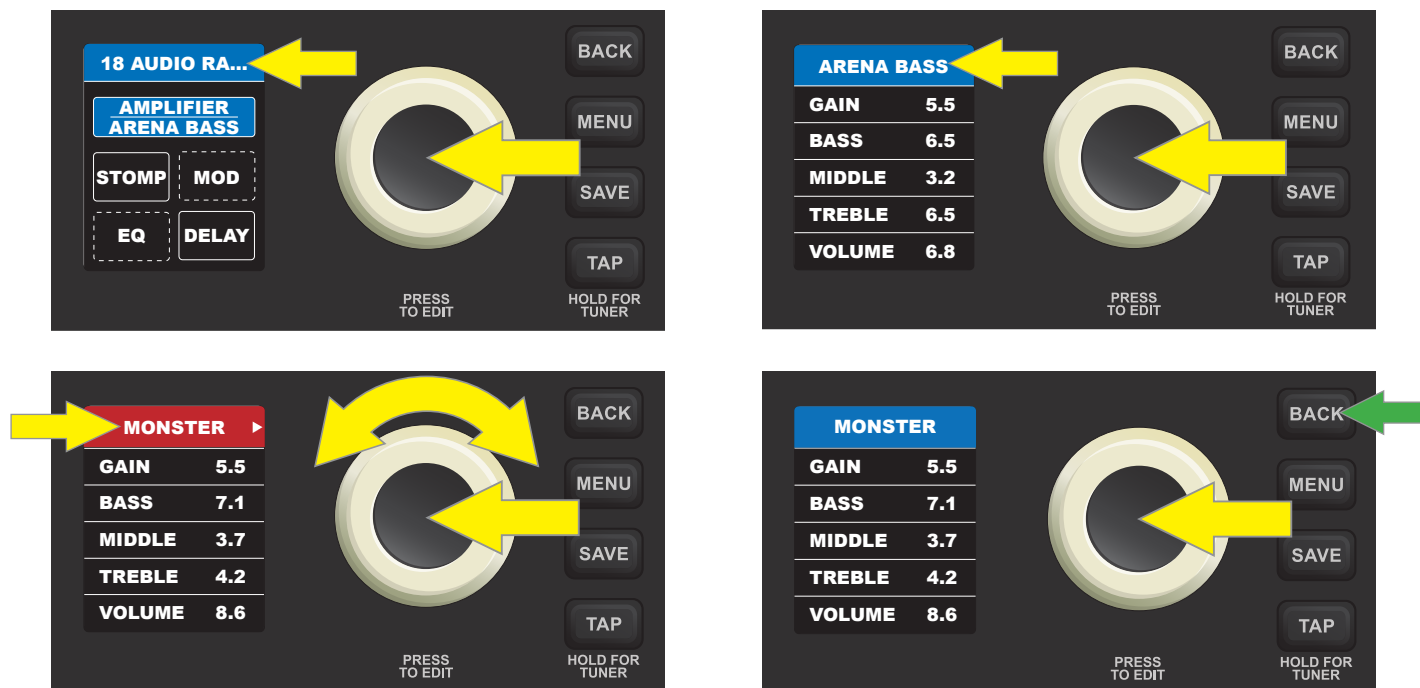 18 AUDIO RA...
AMPLIFIER
ARENA BASS
STOMP MOD
EQ DELAY
BACK
MENU
SAVE
TAP
PRESS
TO EDIT
HOLD FOR
TUNER
ARENA BASS
GAIN 5.5
BASS 6.5
MIDDLE 3.2
TREBLE 6.5
VOLUME 6.8
BACK
MENU
SAVE
TAP
PRESS
TO EDIT
HOLD FOR
TUNER
MONSTER
GAIN 5.5
BASS 7.1
MIDDLE 3.7
TREBLE 4.2
VOLUME 8.6
BACK
MENU
SAVE
TAP
PRESS
TO EDIT
HOLD FOR
TUNER
MONSTER
GAIN 5.5
BASS 7.1
MIDDLE 3.7
TREBLE 4.2
VOLUME 8.6
BACK
MENU
SAVE
TAP
PRESS
TO EDIT
HOLD FOR
TUNER